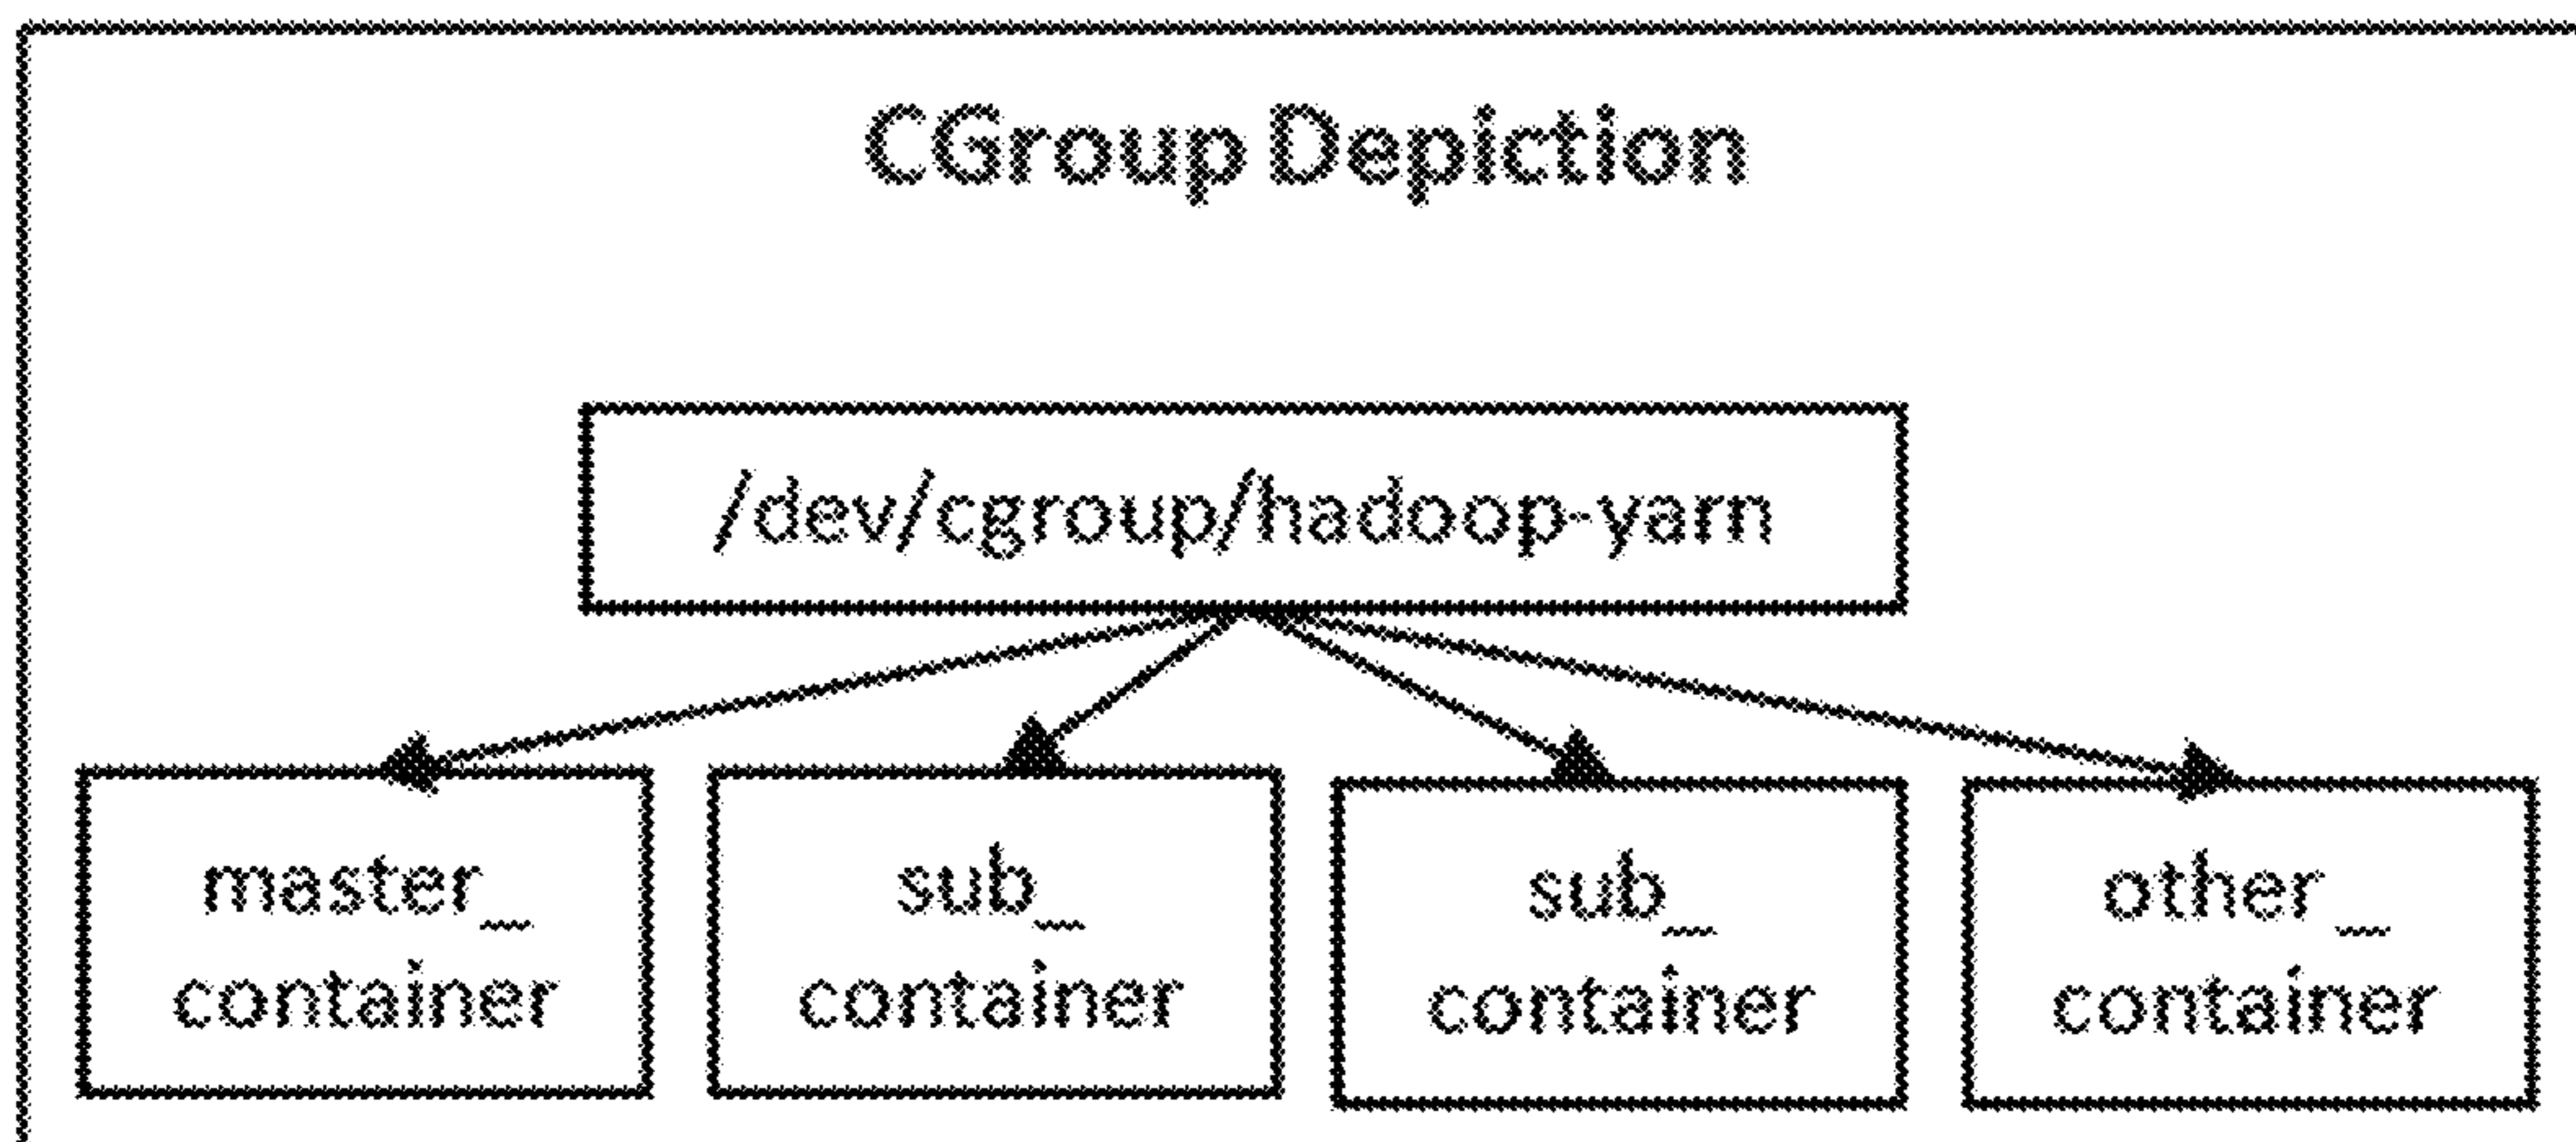 CGroup Depiction
/dev/cgroup/hadoop-yarn
master_
container
sub_
container
sub_
container
other_
container